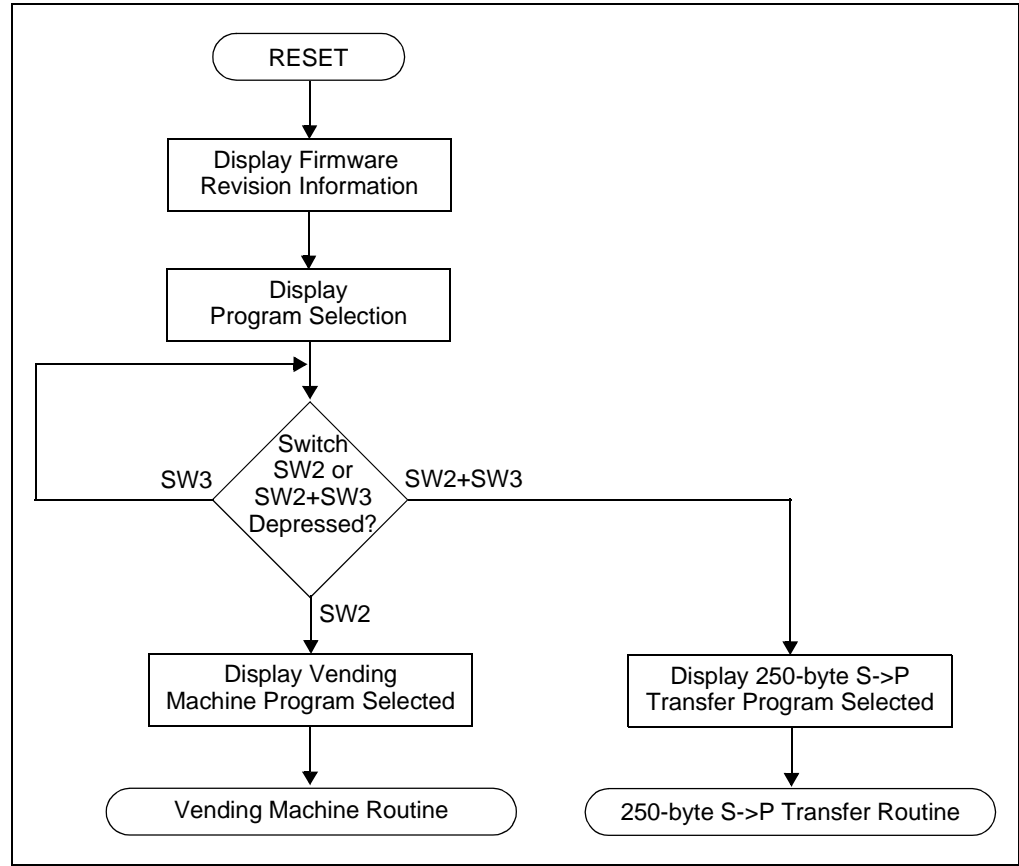 RESET
Display Firmware
Revision Information
Display
Program Selection
Switch
SW2 or
SW2+SW3
Depressed?
SW3
SW2+SW3
SW2
Display Vending
Machine Program Selected
Display 250-byte S->P
Transfer Program Selected
Vending Machine Routine
250-byte S->P Transfer Routine